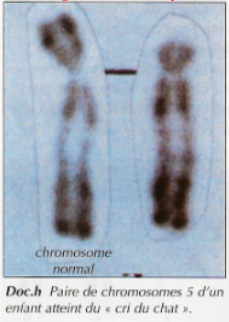 chromosome
normal
Doc.h Paire de chromosomes 5 d'un
enfant atteint du « cri du chat ».